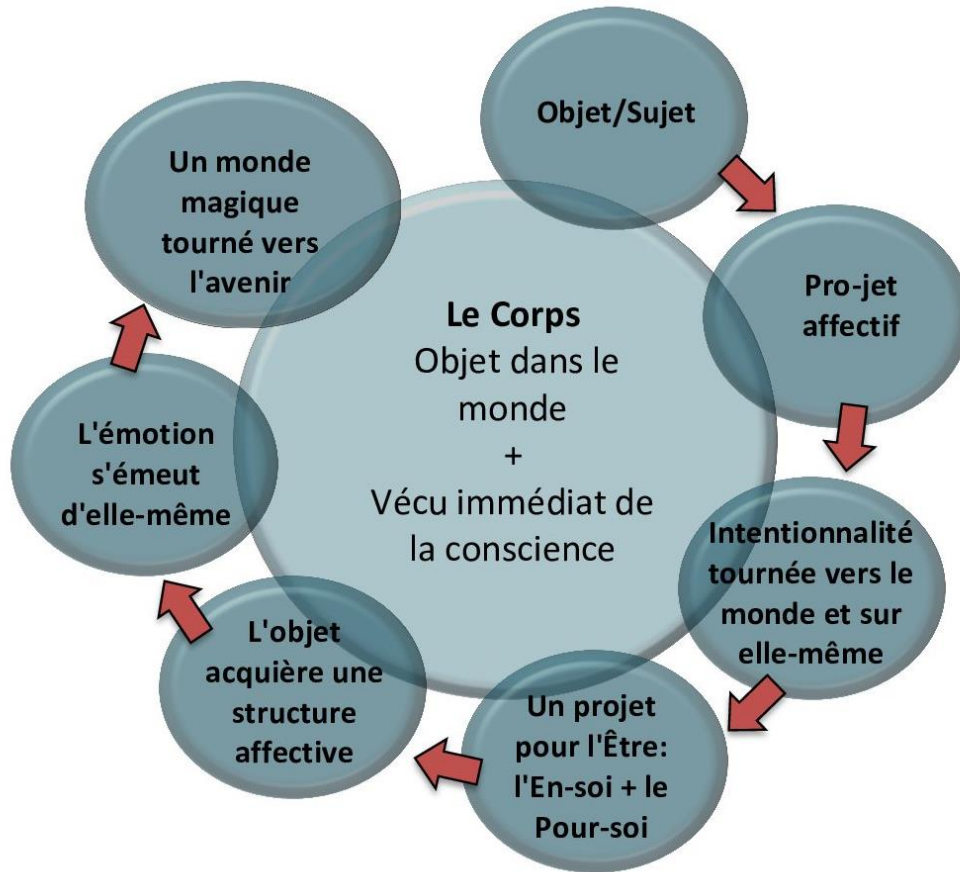 Objet/Sujet
Pro-jet
affectif
Intentionnalité
tournée vers le
monde et sur
elle-même
Un projet
pour l'Être:
l'En-soi + le
Pour-soi
L'objet
acquière une
structure
affective
L'émotion
s'émeut
d'elle-même
Un monde
magique
tourné vers
l'avenir
Le Corps
Objet dans le
monde
+
Vécu immédiat de
la conscience